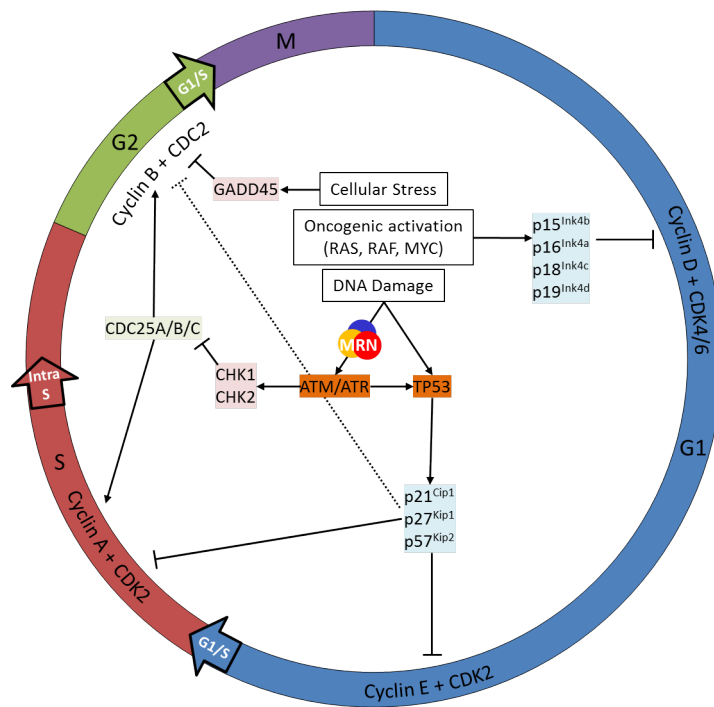 M
G1/S
G2
Cyclin B + CDC2
GADD45
Cellular Stress
Oncogenic activation
(RAS, RAF, MYC)
p15Ink4b
p16Ink4a
p18Ink4c
p19Ink4d
Cyclin D + CDK4/6
DNA Damage
CDC25A/B/C
MRN
Intra
S
CHK1
CHK2
ATM/ATR
TP53
G1
S
p21Cip1
p27Kip1
p57Kip2
Cyclin A + CDK2
G1/S
Cyclin E + CDK2